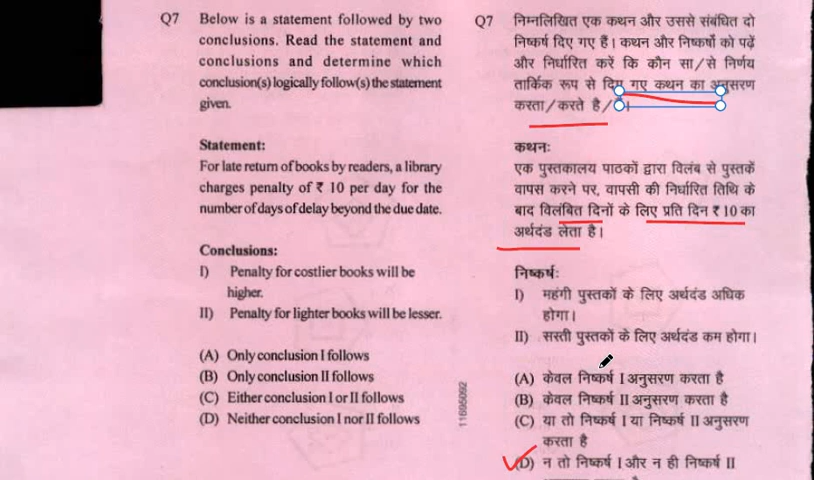 Q7 Below is a statement followed by two
conclusions. Read the statement and
conclusions and determine which
conclusion(s) logically follow(s) the statement
given.
Statement:
For late return of books by readers, a library
charges penalty of ₹ 10 per day for the
number of days of delay beyond the due date.
Conclusions:
I) Penalty for costlier books will be
higher.
II) Penalty for lighter books will be lesser.
(A) Only conclusion I follows
(B) Only conclusion II follows
(C) Either conclusion I or II follows
(D) Neither conclusion I nor II follows
11695092
Q7 निम्नलिखित एक कथन और उससे संबंधित दो
निष्कर्ष दिए गए हैं। कथन और निष्कर्षों को पढ़ें
और निर्धारित करें कि कौन सा/से निर्णय
तार्किक रूप से दिए गए कथन का अनुसरण
करता/करते है/
कथनः
एक पुस्तकालय पाठकों द्वारा विलंब से पुस्तकें
वापस करने पर, वापसी की निर्धारित तिथि के
बाद विलंबित दिनों के लिए प्रति दिन ₹ 10 का
अर्थदंड लेता है।
निष्कर्षः
I) महंगी पुस्तकों के लिए अर्थदंड अधिक
होगा।
II) सस्ती पुस्तकों के लिए अर्थदंड कम होगा।
(A) केवल निष्कर्ष I अनुसरण करता है
(B) केवल निष्कर्ष II अनुसरण करता है
(C) या तो निष्कर्ष I या निष्कर्ष II अनुसरण
करता है
(D) न तो निष्कर्ष I और न ही निष्कर्ष II